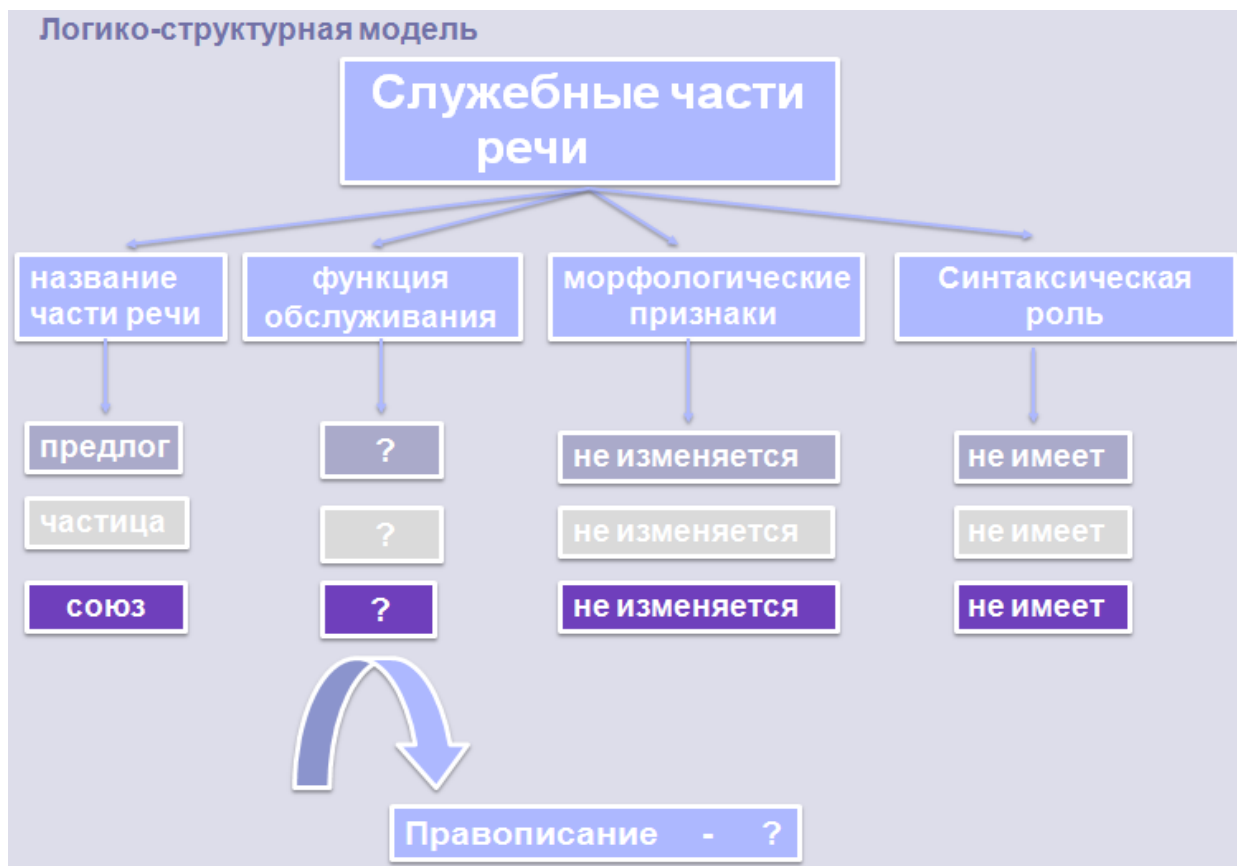 Логико-структурная модель
Служебные части
речи
название
части речи
функция
обслуживания
морфологические
признаки
Синтаксическая
роль
предлог
?
не изменяется
не имеет
частица
?
не изменяется
не имеет
союз
?
не изменяется
не имеет
Правописание - ?